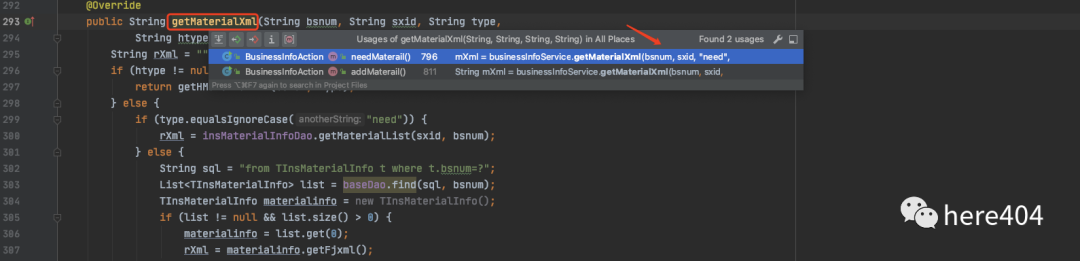 292 @Override
293 public String getMaterialXml(String bsnum, String sxid, String type,
294 String htype
Usages of getMaterialXml(String, String, String, String) in All Places Found 2 usages
295 String rXml = ""
BusinessInfoAction needMaterail() 796 mXml = businessInfoService.getMaterialXml(bsnum, sxid, "need",
296 if (htype != nul
BusinessInfoAction addMaterail() 811 String mXml = businessInfoService.getMaterialXml(bsnum, sxid,
297 return getHM
Press ⌥⌘F7 again to search in Project Files
298 } else {
299 if (type.equalsIgnoreCase( anotherString: "need")) {
300 rXml = insMaterialInfoDao.getMaterialList(sxid, bsnum);
301 } else {
302 String sql = "from TInsMaterialInfo t where t.bsnum=?";
303 List<TInsMaterialInfo> list = baseDao.find(sql, bsnum);
304 TInsMaterialInfo materialinfo = new TInsMaterialInfo();
305 if (list != null && list.size() > 0) {
306 materialinfo = list.get(0);
307 rXml = materialinfo.getFjxml();
here404